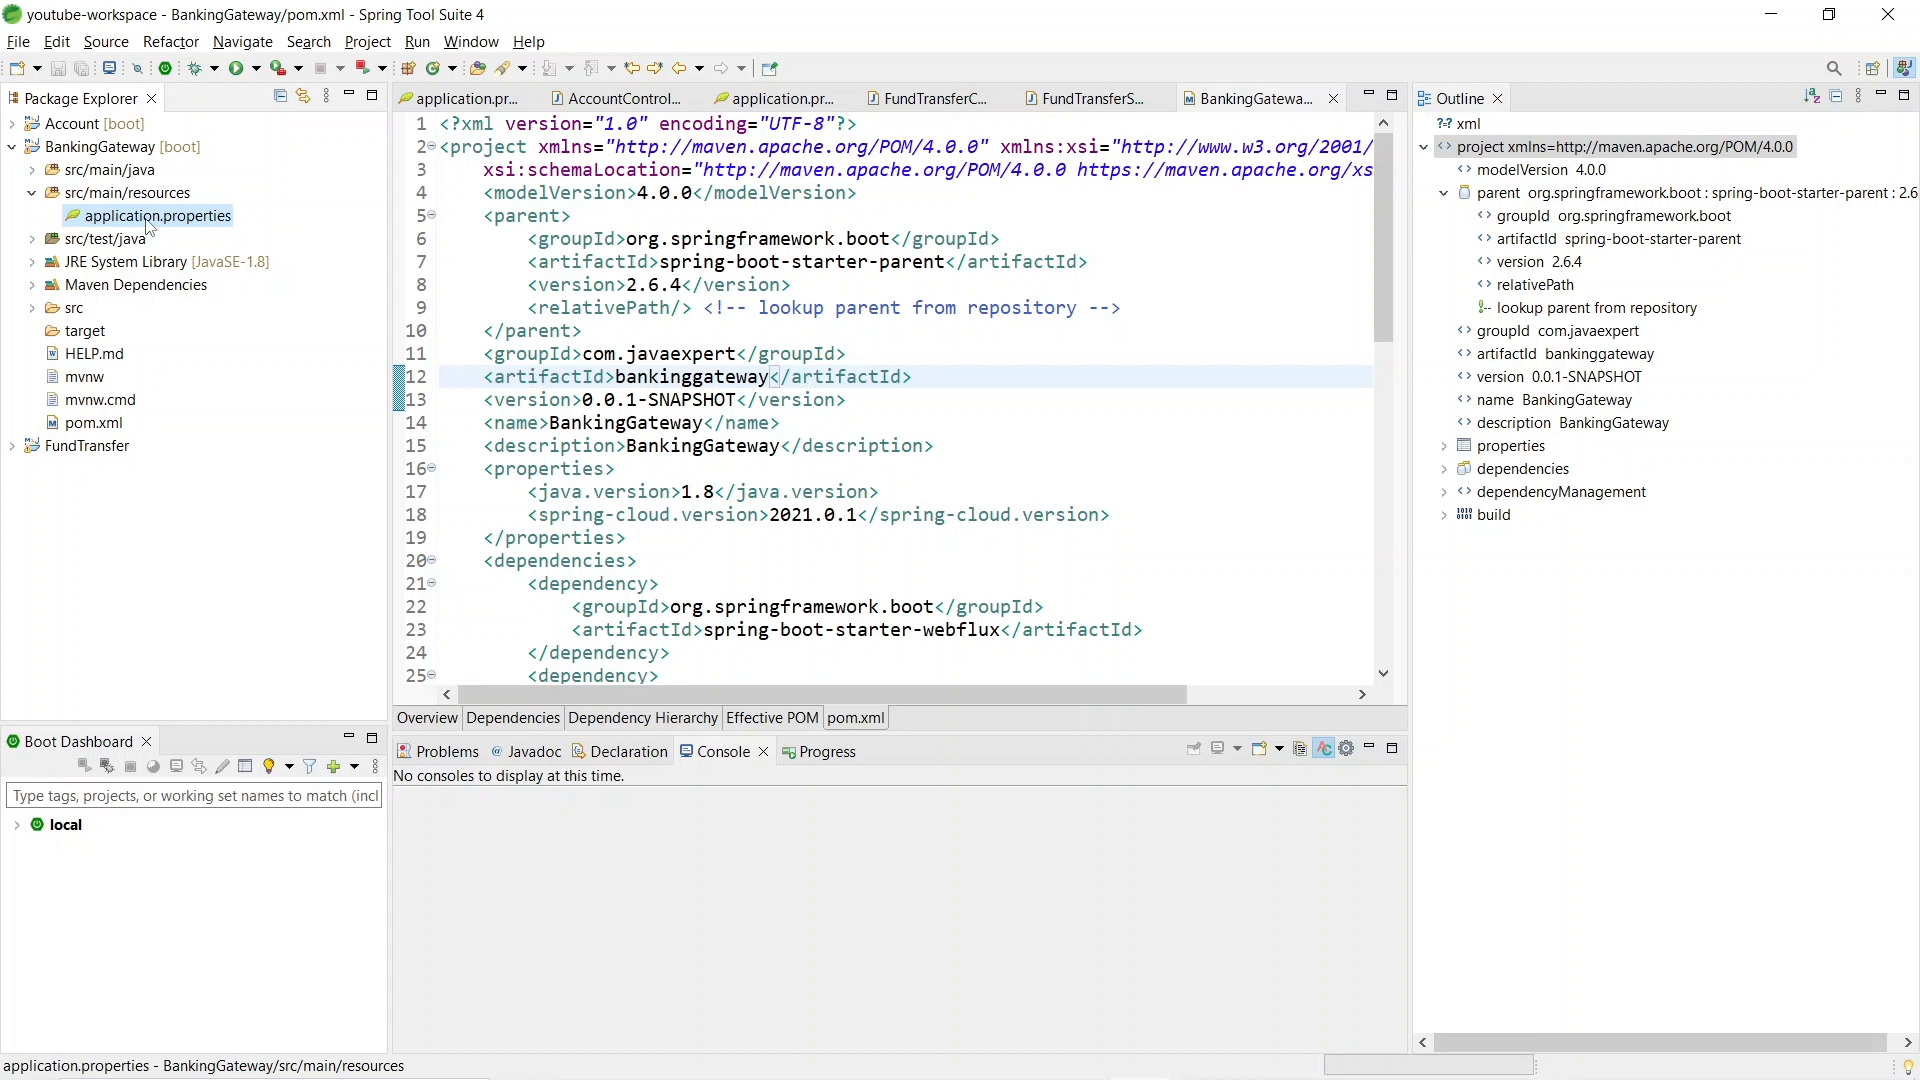 youtube-workspace - BankingGateway/pom.xml - Spring Tool Suite 4
File Edit Source Refactor Navigate Search Project Run Window Help
Package Explorer
Account [boot]
BankingGateway [boot]
src/main/java
src/main/resources
application.properties
src/test/java
JRE System Library [JavaSE-1.8]
Maven Dependencies
src
target
HELP.md
mvnw
mvnw.cmd
pom.xml
FundTransfer
application.pr... AccountControl... application.pr... FundTransferC... FundTransferS... BankingGatewa...
1 <?xml version="1.0" encoding="UTF-8"?>
2 <project xmlns="http://maven.apache.org/POM/4.0.0" xmlns:xsi="http://www.w3.org/2001/
3 xsi:schemaLocation="http://maven.apache.org/POM/4.0.0 https://maven.apache.org/xs
4 <modelVersion>4.0.0</modelVersion>
5 <parent>
6 <groupId>org.springframework.boot</groupId>
7 <artifactId>spring-boot-starter-parent</artifactId>
8 <version>2.6.4</version>
9 <relativePath/> <!-- lookup parent from repository -->
10 </parent>
11 <groupId>com.javaexpert</groupId>
12 <artifactId>bankinggateway</artifactId>
13 <version>0.0.1-SNAPSHOT</version>
14 <name>BankingGateway</name>
15 <description>BankingGateway</description>
16 <properties>
17 <java.version>1.8</java.version>
18 <spring-cloud.version>2021.0.1</spring-cloud.version>
19 </properties>
20 <dependencies>
21 <dependency>
22 <groupId>org.springframework.boot</groupId>
23 <artifactId>spring-boot-starter-webflux</artifactId>
24 </dependency>
25 <dependency>
Overview Dependencies Dependency Hierarchy Effective POM pom.xml
Outline
xml
project xmlns=http://maven.apache.org/POM/4.0.0
modelVersion 4.0.0
parent org.springframework.boot : spring-boot-starter-parent : 2.6
groupId org.springframework.boot
artifactId spring-boot-starter-parent
version 2.6.4
relativePath
lookup parent from repository
groupId com.javaexpert
artifactId bankinggateway
version 0.0.1-SNAPSHOT
name BankingGateway
description BankingGateway
properties
dependencies
dependencyManagement
build
Boot Dashboard
Type tags, projects, or working set names to match (incl
local
Problems Javadoc Declaration Console Progress
No consoles to display at this time.
application.properties - BankingGateway/src/main/resources